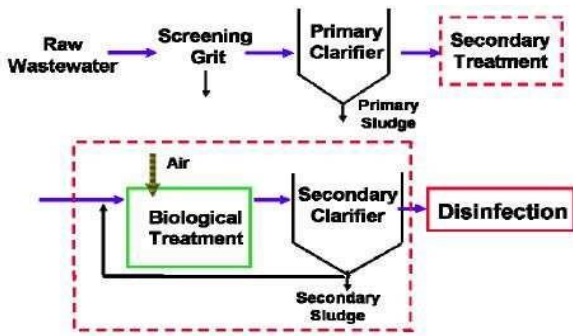 Raw
Wastewater
Screening
Grit
Primary
Clarifier
Secondary
Treatment
Primary
Sludge
Air
Biological
Treatment
Secondary
Clarifier
Disinfection
Secondary
Sludge